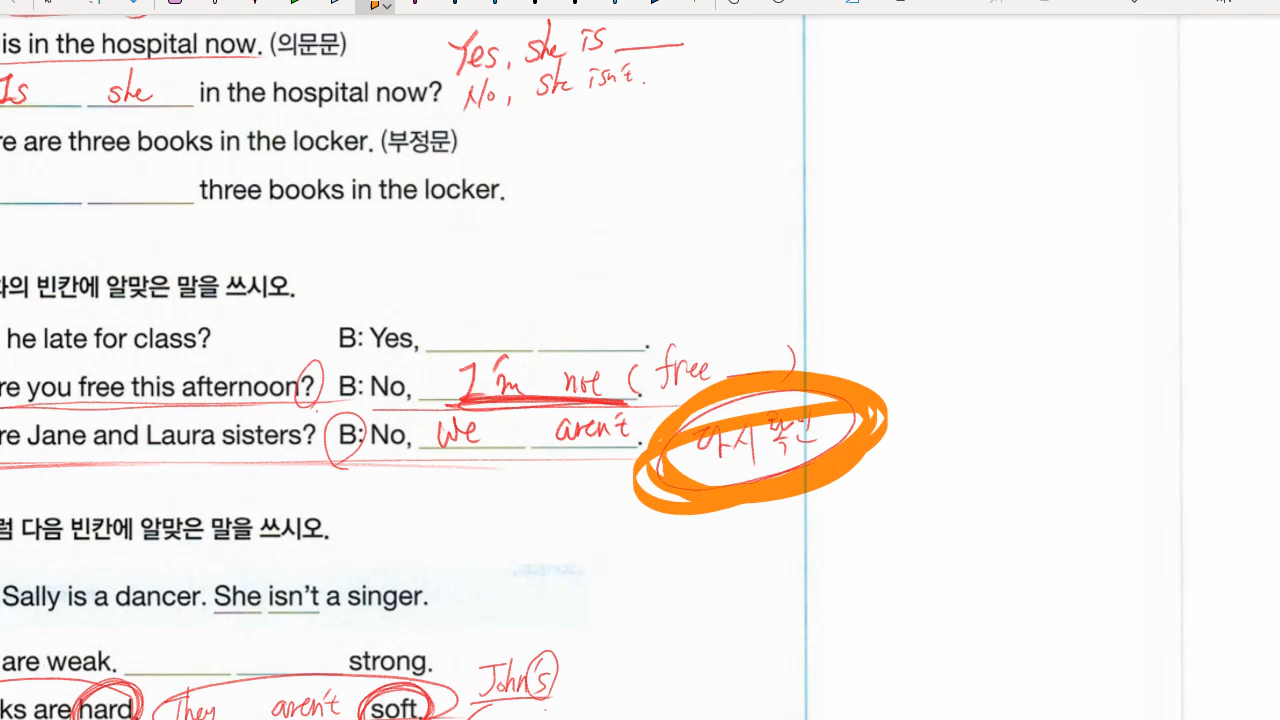 is in the hospital now. (의문문)
Yes, she is
Is she in the hospital now?
No, she isn't.
re are three books in the locker. (부정문)
three books in the locker.
화의 빈칸에 알맞은 말을 쓰시오.
he late for class? B: Yes, .
re you free this afternoon? B: No, I'm not (free )
re Jane and Laura sisters? B: No, we aren't. 다시 확인
럼 다음 빈칸에 알맞은 말을 쓰시오.
Sally is a dancer. She isn't a singer.
are weak. strong.
John's
ks are hard They aren't soft.